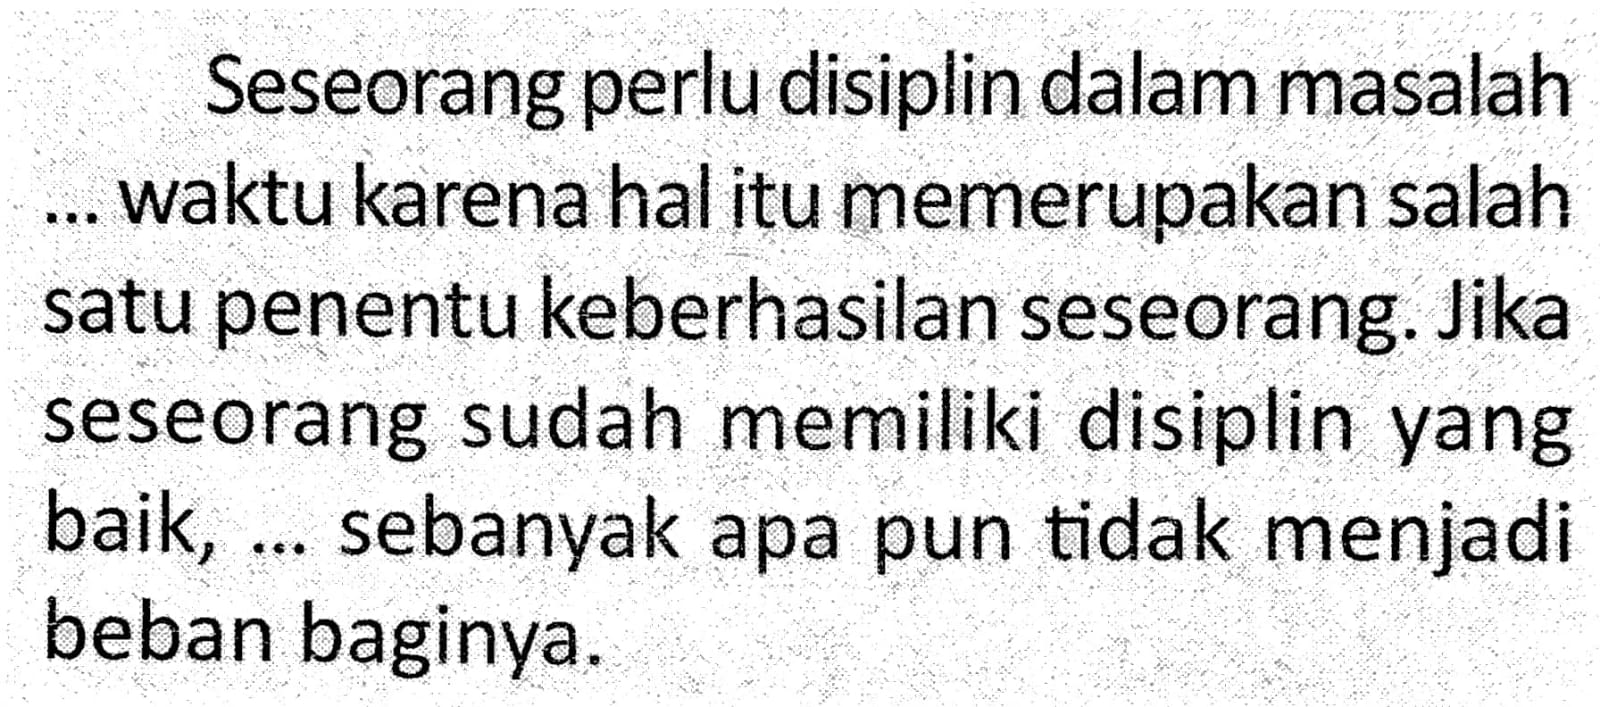 Seseorang perlu disiplin dalam masalah
... waktu karena hal itu memerupakan salah
satu penentu keberhasilan seseorang. Jika
seseorang sudah memiliki disiplin yang
baik, ... sebanyak apa pun tidak menjadi
beban baginya.